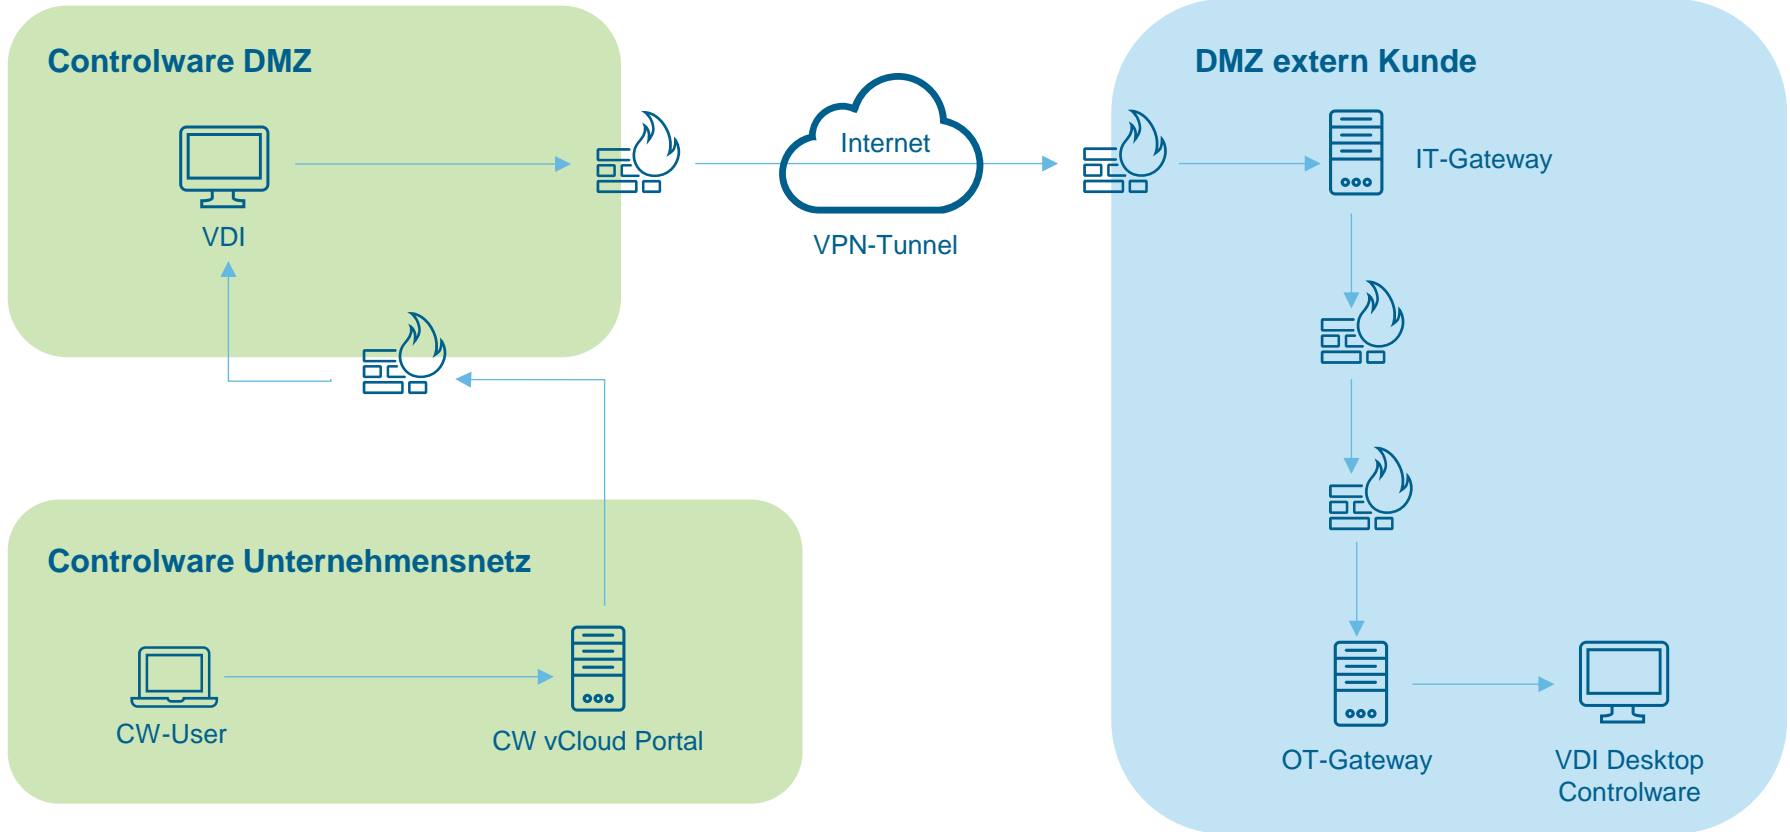 Controlware DMZ
VDI
Internet
VPN-Tunnel
DMZ extern Kunde
IT-Gateway
Controlware Unternehmensnetz
CW-User
CW vCloud Portal
OT-Gateway
VDI Desktop
Controlware